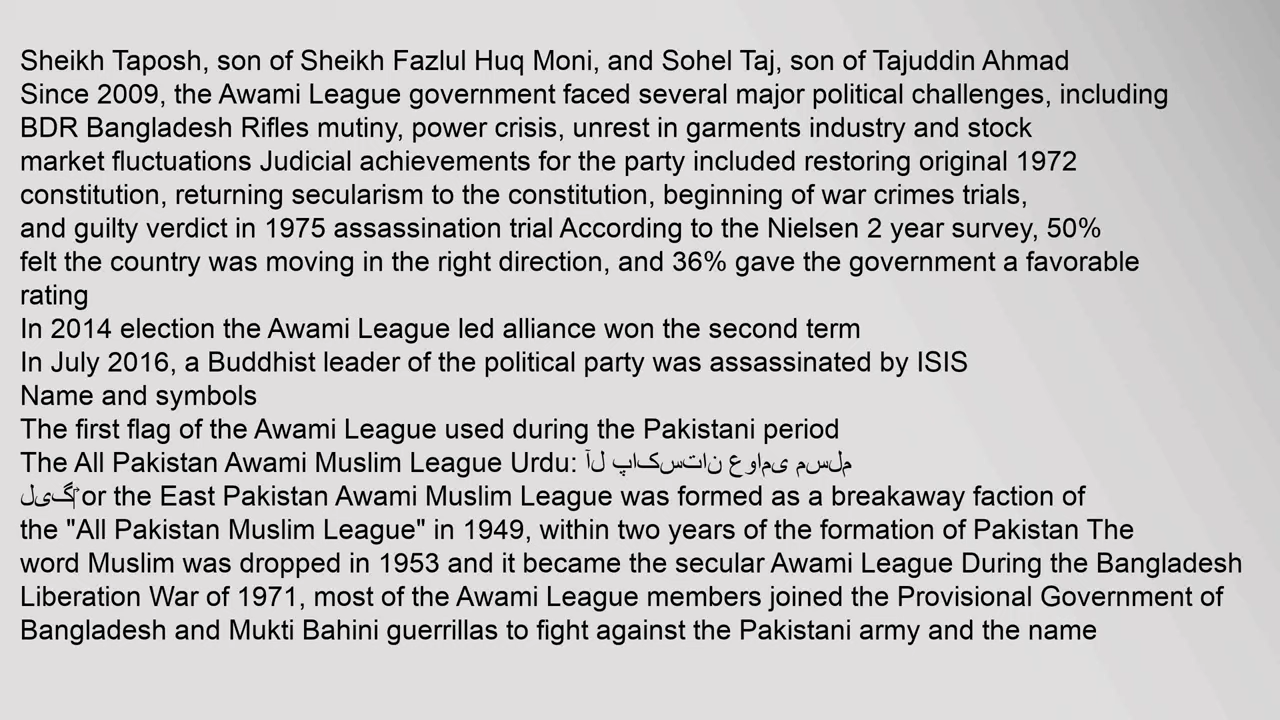 Sheikh Taposh, son of Sheikh Fazlul Huq Moni, and Sohel Taj, son of Tajuddin Ahmad
Since 2009, the Awami League government faced several major political challenges, including
BDR Bangladesh Rifles mutiny, power crisis, unrest in garments industry and stock
market fluctuations Judicial achievements for the party included restoring original 1972
constitution, returning secularism to the constitution, beginning of war crimes trials,
and guilty verdict in 1975 assassination trial According to the Nielsen 2 year survey, 50%
felt the country was moving in the right direction, and 36% gave the government a favorable
rating
In 2014 election the Awami League led alliance won the second term
In July 2016, a Buddhist leader of the political party was assassinated by ISIS
Name and symbols
The first flag of the Awami League used during the Pakistani period
The All Pakistan Awami Muslim League Urdu: آل پاکستان عوامی مسلم
لیگ‎ or the East Pakistan Awami Muslim League was formed as a breakaway faction of
the "All Pakistan Muslim League" in 1949, within two years of the formation of Pakistan The
word Muslim was dropped in 1953 and it became the secular Awami League During the Bangladesh
Liberation War of 1971, most of the Awami League members joined the Provisional Government of
Bangladesh and Mukti Bahini guerrillas to fight against the Pakistani army and the name